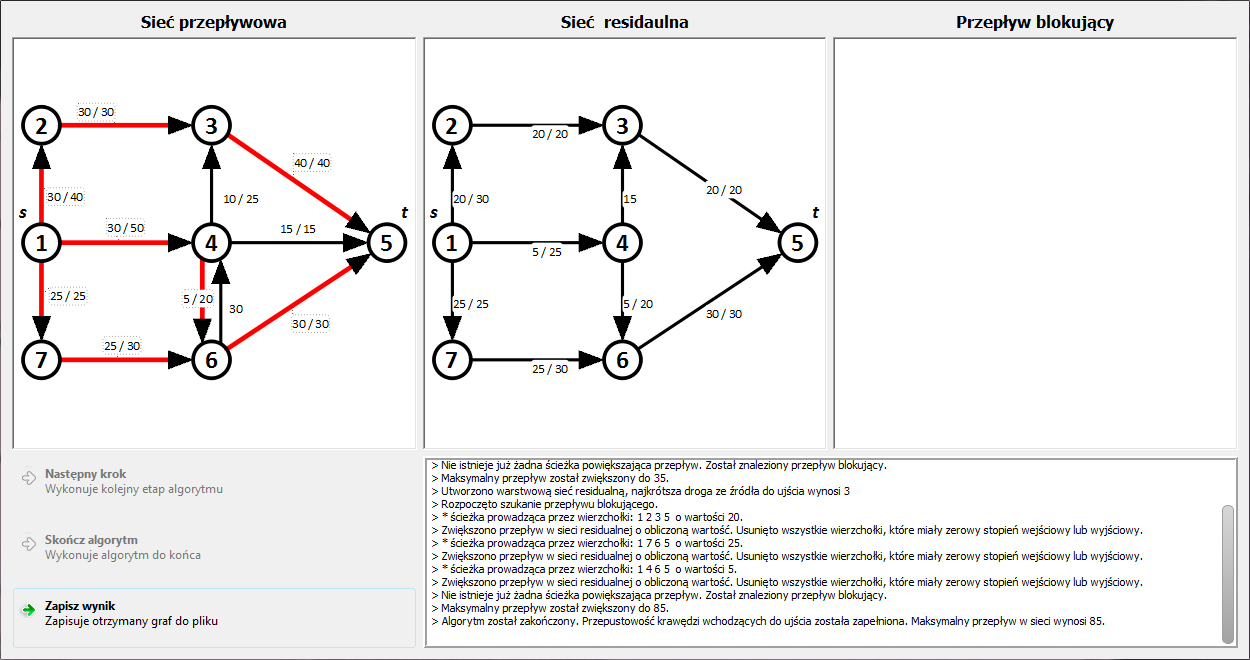 Sieć przepływowa
Sieć residaulna
Przepływ blokujący
30 / 30
2
3
40 / 40
30 / 40
10 / 25
s
30 / 50
15 / 15
t
1
4
5
25 / 25
5 / 20
30
30 / 30
25 / 30
7
6
2
20 / 20
3
20 / 20
20 / 30
15
s
t
1
5 / 25
4
5
25 / 25
5 / 20
30 / 30
7
25 / 30
6
Następny krok
Wykonuje kolejny etap algorytmu
Skończ algorytm
Wykonuje algorytm do końca
Zapisz wynik
Zapisuje otrzymany graf do pliku
> Nie istnieje już żadna ścieżka powiększająca przepływ. Został znaleziony przepływ blokujący.
> Maksymalny przepływ został zwiększony do 35.
> Utworzono warstwową sieć residualną, najkrótsza droga ze źródła do ujścia wynosi 3
> Rozpoczęto szukanie przepływu blokującego.
> * ścieżka prowadząca przez wierzchołki: 1 2 3 5 o wartości 20.
> Zwiększono przepływ w sieci residualnej o obliczoną wartość. Usunięto wszystkie wierzchołki, które miały zerowy stopień wejściowy lub wyjściowy.
> * ścieżka prowadząca przez wierzchołki: 1 7 6 5 o wartości 25.
> Zwiększono przepływ w sieci residualnej o obliczoną wartość. Usunięto wszystkie wierzchołki, które miały zerowy stopień wejściowy lub wyjściowy.
> * ścieżka prowadząca przez wierzchołki: 1 4 6 5 o wartości 5.
> Zwiększono przepływ w sieci residualnej o obliczoną wartość. Usunięto wszystkie wierzchołki, które miały zerowy stopień wejściowy lub wyjściowy.
> Nie istnieje już żadna ścieżka powiększająca przepływ. Został znaleziony przepływ blokujący.
> Maksymalny przepływ został zwiększony do 85.
> Algorytm został zakończony. Przepustowość krawędzi wchodzących do ujścia została zapełniona. Maksymalny przepływ w sieci wynosi 85.